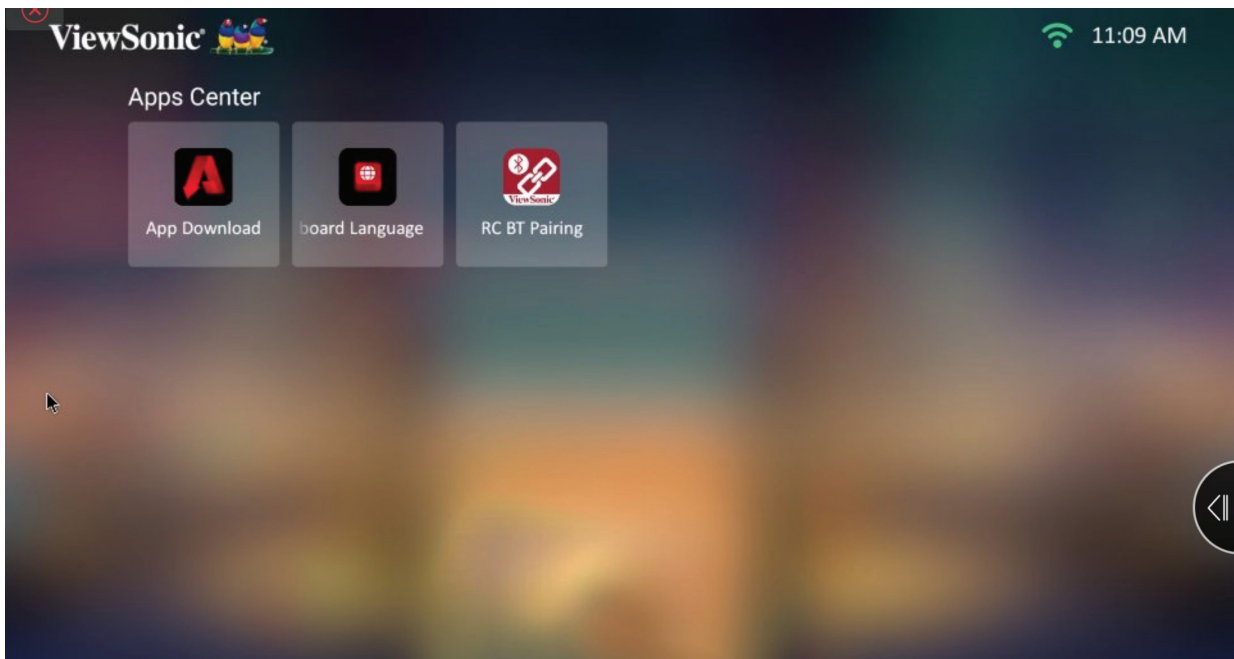 ViewSonic®
11:09 AM
Apps Center
App Download
board Language
RC BT Pairing
ViewSonic